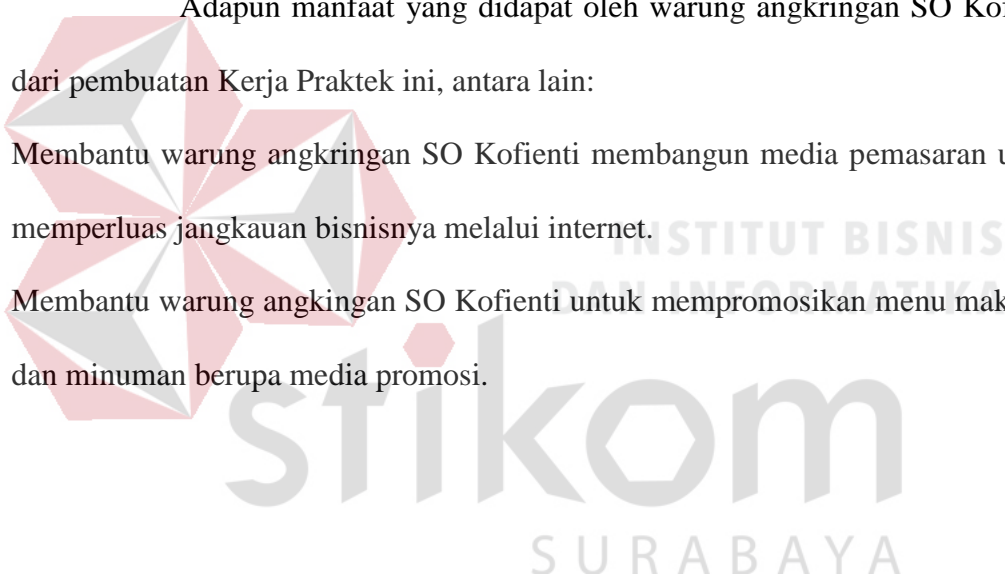 Adapun manfaat yang didapat oleh warung angkringan SO Kof
dari pembuatan Kerja Praktek ini, antara lain:
Membantu warung angkringan SO Kofienti membangun media pemasaran u
memperluas jangkauan bisnisnya melalui internet.
INSTITUT BISNIS
Membantu warung angkingan SO Kofienti untuk mempromosikan menu mak
DAN INFORMATIKA
dan minuman berupa media promosi.
stikom
SURABAYA